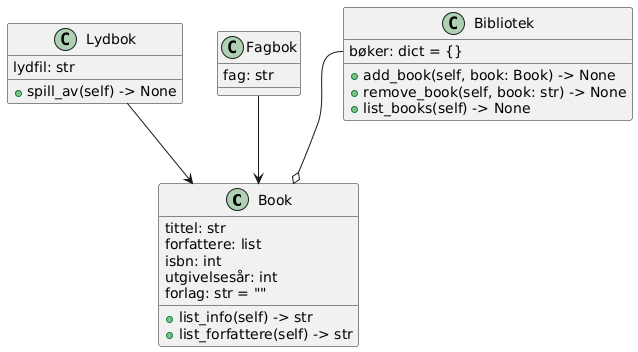 C Lydbok
lydfil: str
spill_av(self) -> None
C Fagbok
fag: str
C Bibliotek
bøker: dict = {}
add_book(self, book: Book) -> None
remove_book(self, book: str) -> None
list_books(self) -> None
C Book
tittel: str
forfattere: list
isbn: int
utgivelsesår: int
forlag: str = ""
list_info(self) -> str
list_forfattere(self) -> str